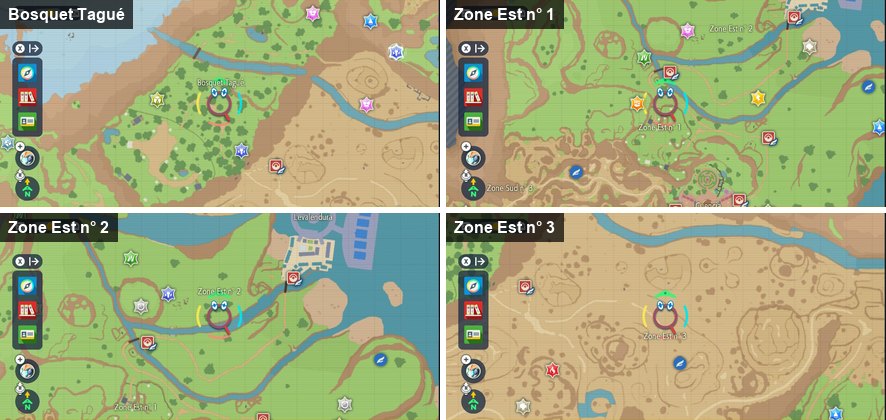 Bosquet Tagué
Bosquet Tagué
N
Zone Est n° 1
Zone Est n° 2
Zone Est n° 1
Zone Sud n° 3
N
Zone Est n° 2
Levalendura
Zone Est n° 2
Zone Est n° 1
N
Zone Est n° 3
Zone Est n° 3
N